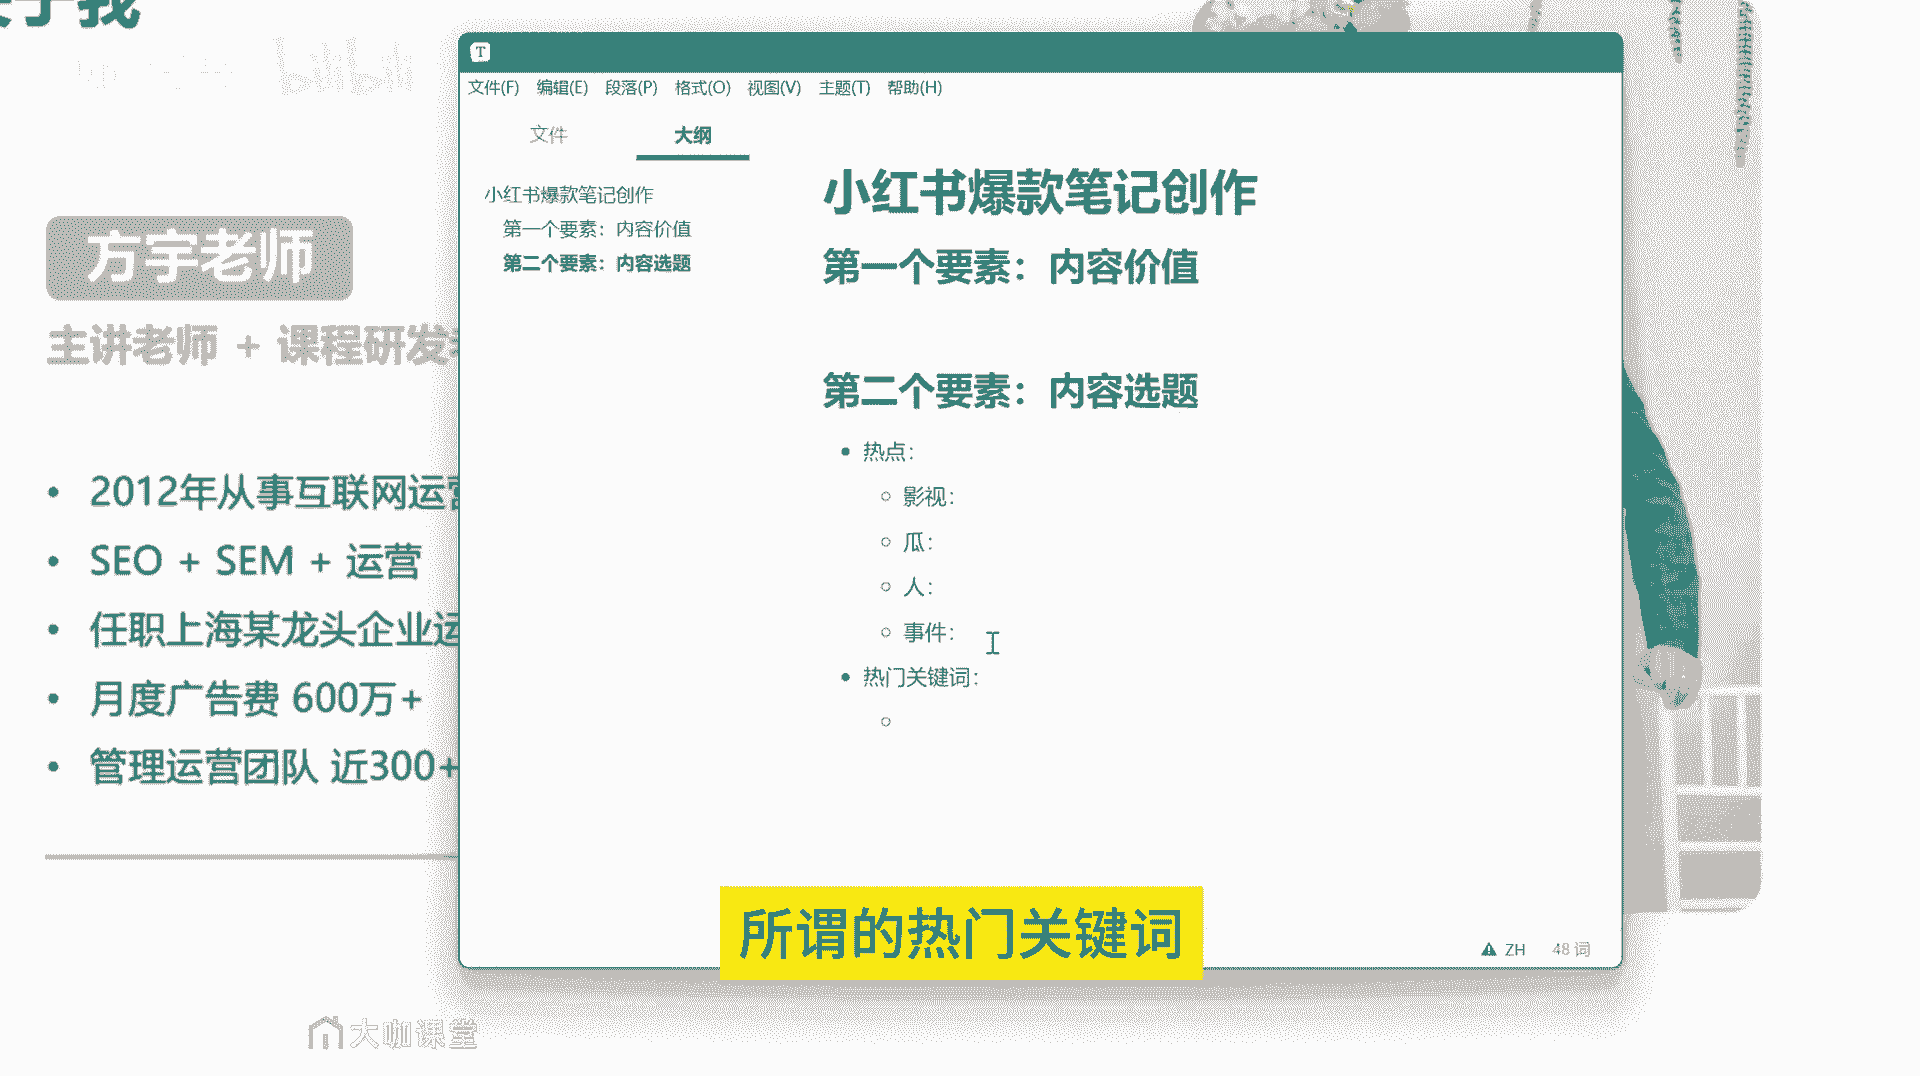 关于我
bilibili
方宇老师
主讲老师 + 课程研发
2012年从事互联网运营
SEO + SEM + 运营
任职上海某龙头企业运
月度广告费 600万+
管理运营团队 近300+
T
文件(F) 编辑(E) 段落(P) 格式(O) 视图(V) 主题(T) 帮助(H)
文件 大纲
小红书爆款笔记创作
第一个要素：内容价值
第二个要素：内容选题
小红书爆款笔记创作
第一个要素：内容价值
第二个要素：内容选题
热点：
影视：
瓜：
人：
事件：
热门关键词：
所谓的热门关键词
ZH 48 词
大咖课堂